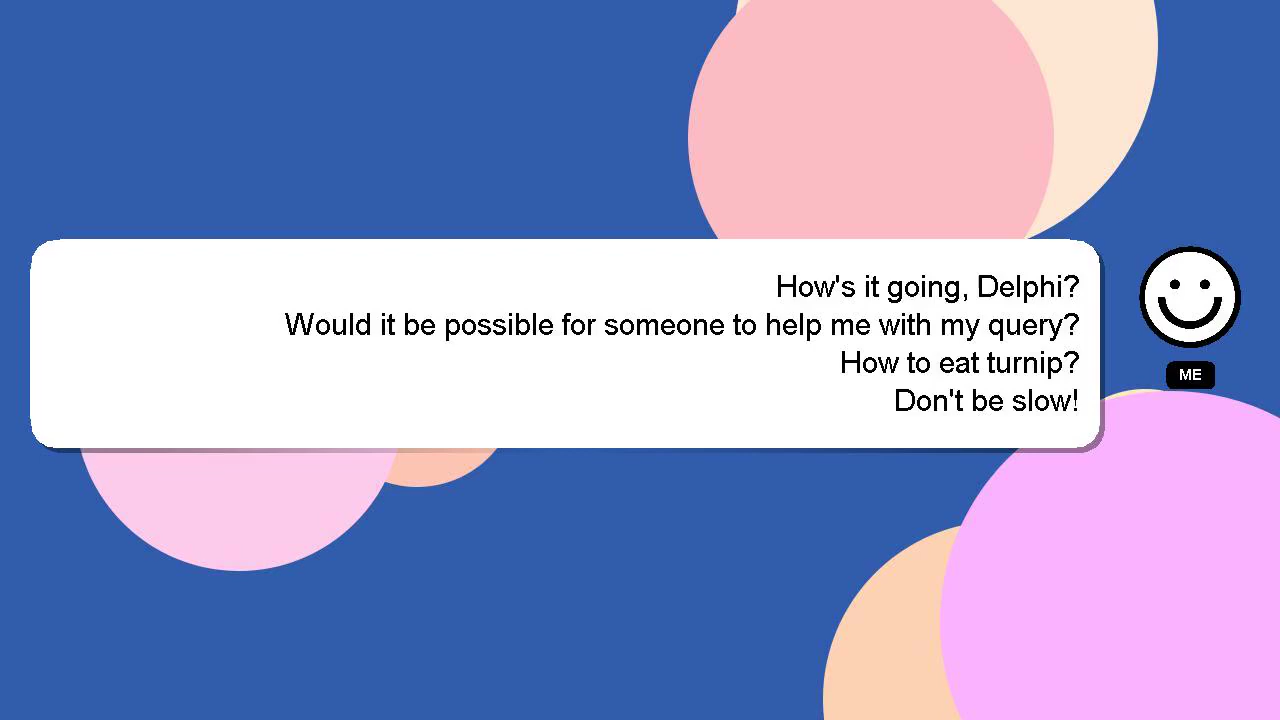 How's it going, Delphi?
Would it be possible for someone to help me with my query?
How to eat turnip?
Don't be slow!
ME